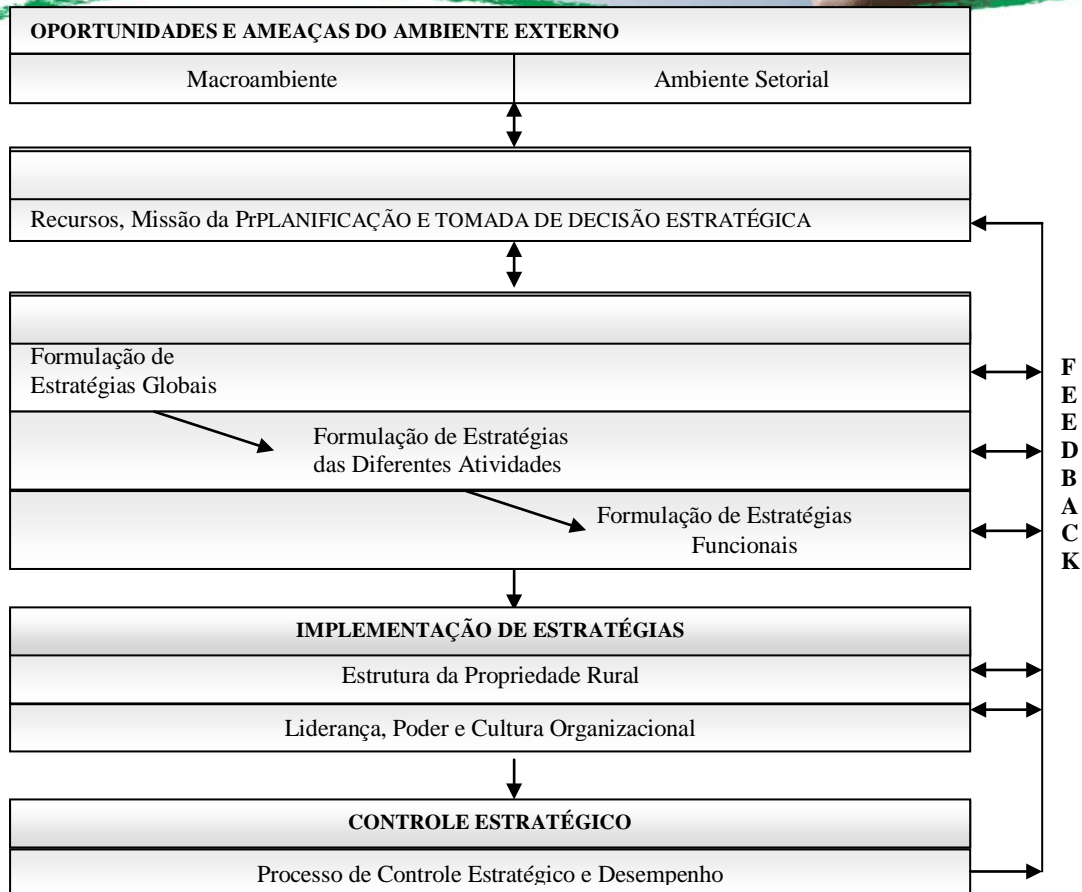 OPORTUNIDADES E AMEAÇAS DO AMBIENTE EXTERNO
Macroambiente
Ambiente Setorial
Recursos, Missão da PrPLANIFICAÇÃO E TOMADA DE DECISÃO ESTRATÉGICA
Formulação de
Estratégias Globais
Formulação de Estratégias
das Diferentes Atividades
Formulação de Estratégias
Funcionais
IMPLEMENTAÇÃO DE ESTRATÉGIAS
Estrutura da Propriedade Rural
Liderança, Poder e Cultura Organizacional
CONTROLE ESTRATÉGICO
Processo de Controle Estratégico e Desempenho
F
E
E
D
B
A
C
K